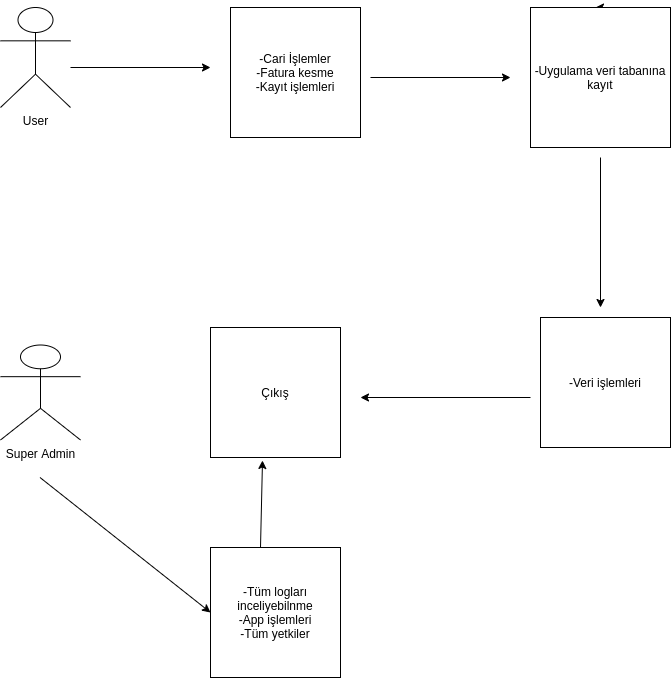 -Cari İşlemler
-Fatura kesme
-Kayıt işlemleri
-Uygulama veri tabanına
kayıt
User
-Veri işlemleri
Çıkış
Super Admin
-Tüm logları
inceliyebilnme
-App işlemleri
-Tüm yetkiler